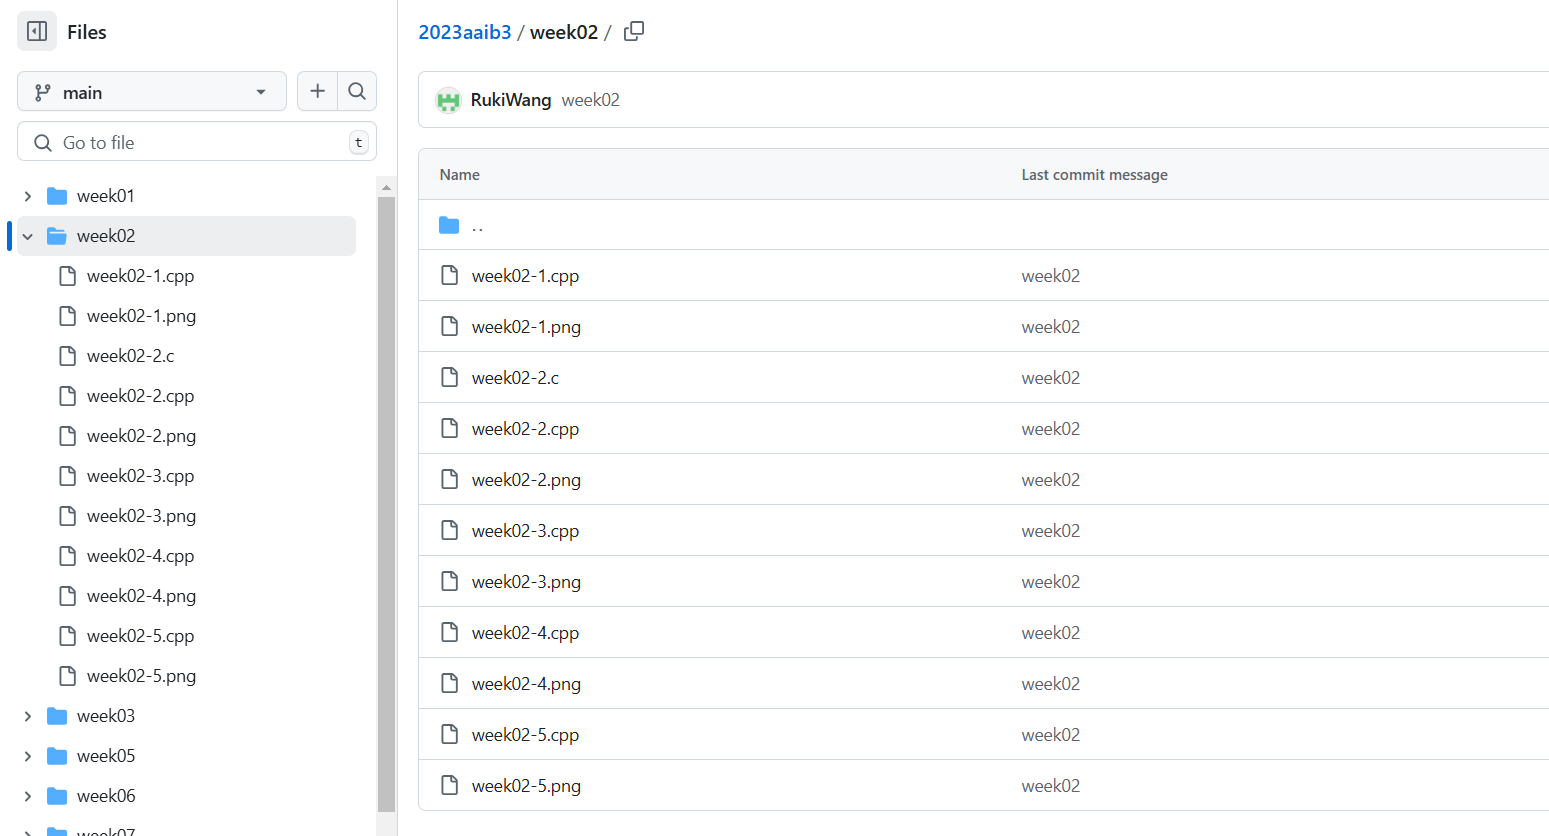 Files
main
Go to file
t
week01
week02
week02-1.cpp
week02-1.png
week02-2.c
week02-2.cpp
week02-2.png
week02-3.cpp
week02-3.png
week02-4.cpp
week02-4.png
week02-5.cpp
week02-5.png
week03
week05
week06
week07
2023aaib3 / week02 /
RukiWang week02
Name Last commit message
..
week02-1.cpp week02
week02-1.png week02
week02-2.c week02
week02-2.cpp week02
week02-2.png week02
week02-3.cpp week02
week02-3.png week02
week02-4.cpp week02
week02-4.png week02
week02-5.cpp week02
week02-5.png week02